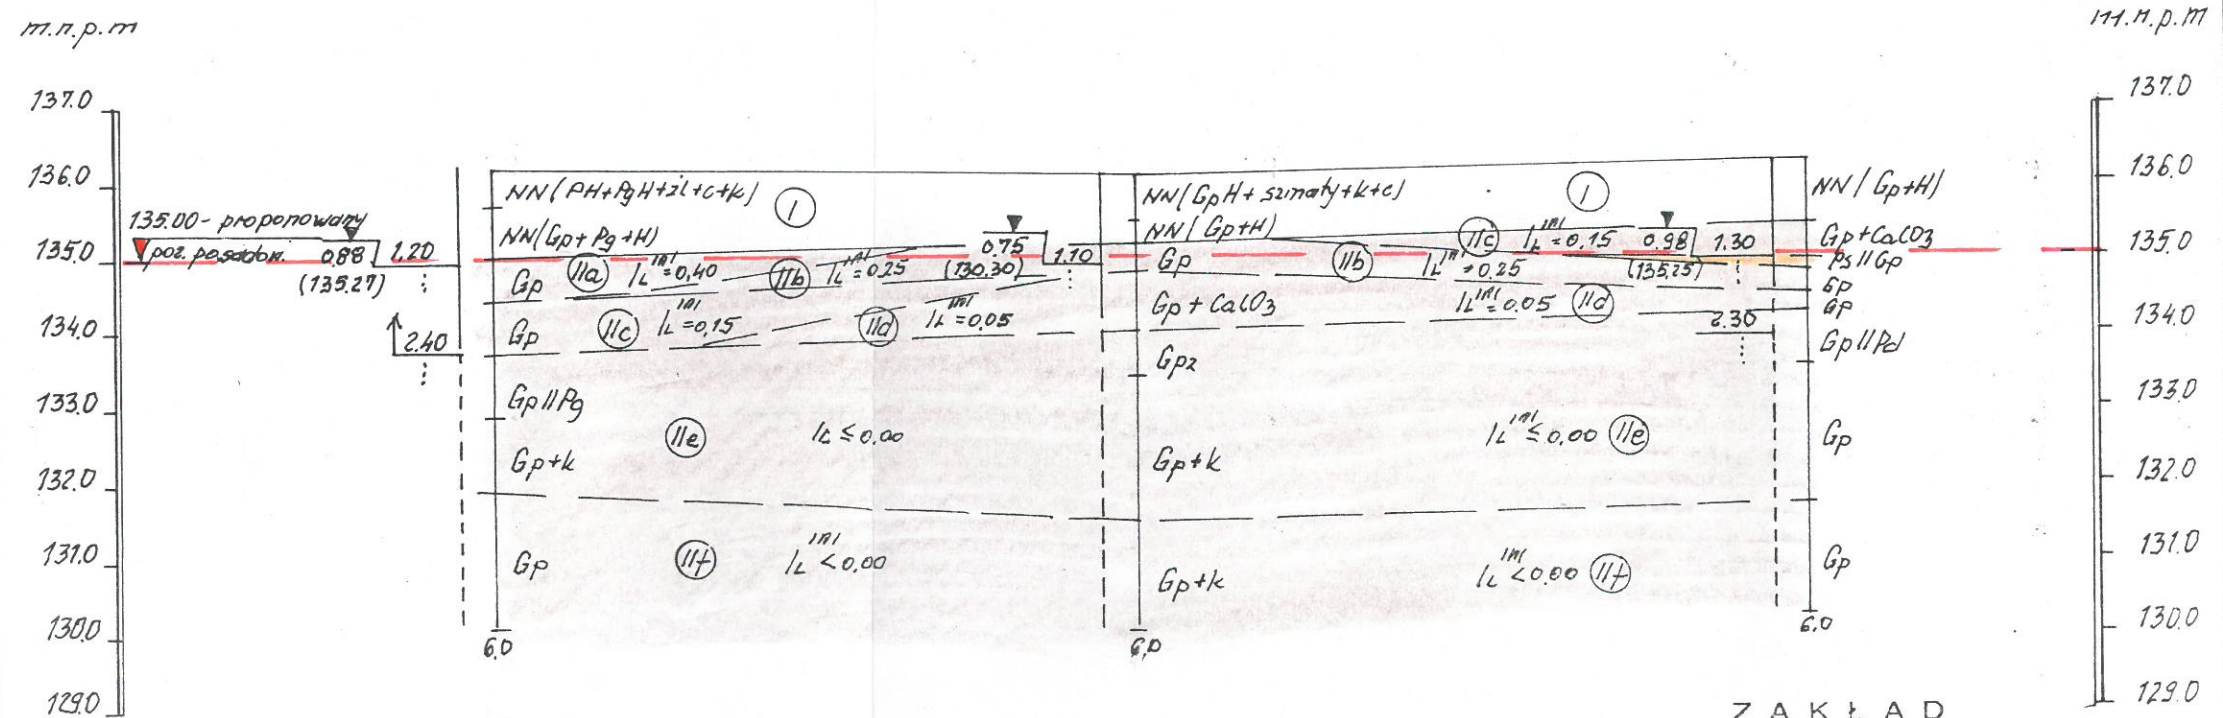 m.n.p.m
m.n.p.m
137.0
136.0
135.0
134.0
133.0
132.0
131.0
130.0
129.0
135.00 - proponowany
poz. posadow.
0.88
1.20
(135.27)
2.40
NN(PH+PgH+żl+c+k)
I
NN(Gp+Pg+H)
Gp
IIa
IL(n)=0,40
IIb
IL(n)=0.25
0.75
(130.30)
1.10
Gp
IIc
IL(n)=0,15
IId
IL(n)=0.05
Gp//Pg
IIe
IL≤0.00
Gp+k
Gp
IIf
IL(n)<0.00
6.0
NN(GpH+szmaty+k+c)
I
NN(Gp+H)
IIc
IL(n)=0.15
0.98
1.30
Gp
IIb
IL(n)=0.25
(135.25)
Gp+CaCO3
IL(n)=0.05
IId
2.30
Gpz
Gp+k
IL(n)≤0.00
IIe
Gp+k
IL(n)<0.00
IIf
6.0
NN(Gp+H)
Gp+CaCO3
Ps//Gp
Gp
Gp
Gp//Pd
Gp
Gp
6.0
137.0
136.0
135.0
134.0
133.0
132.0
131.0
130.0
129.0
ZAKŁAD